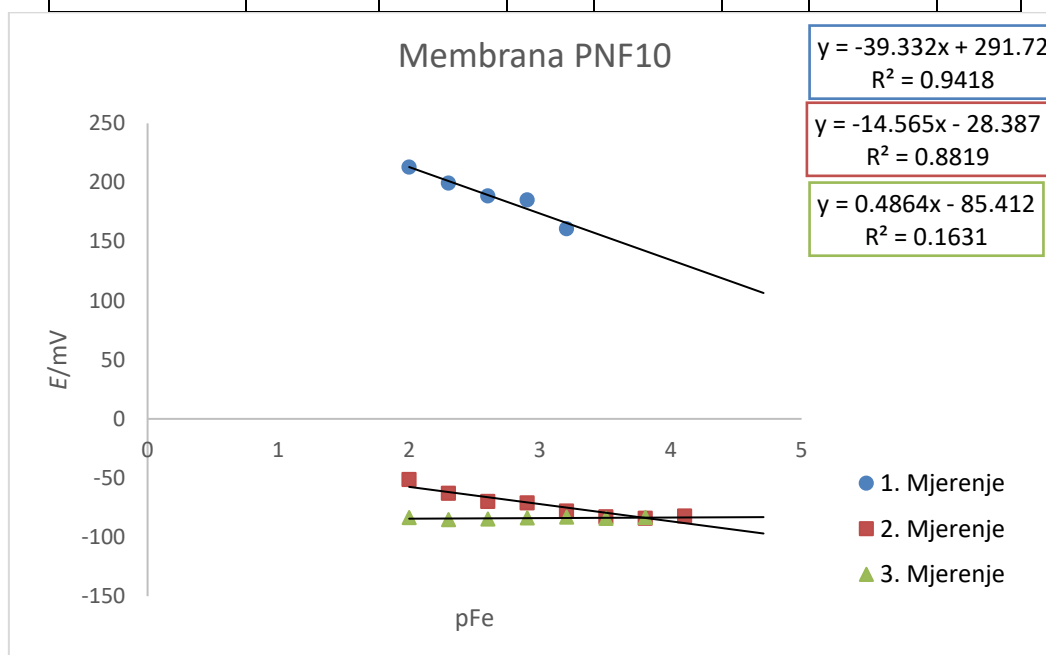 Membrana PNF10
y = -39.332x + 291.72
R² = 0.9418
y = -14.565x - 28.387
R² = 0.8819
y = 0.4864x - 85.412
R² = 0.1631
250
200
150
100
50
0
-50
-100
-150
E/mV
0 1 2 3 4 5
pFe
1. Mjerenje
2. Mjerenje
3. Mjerenje